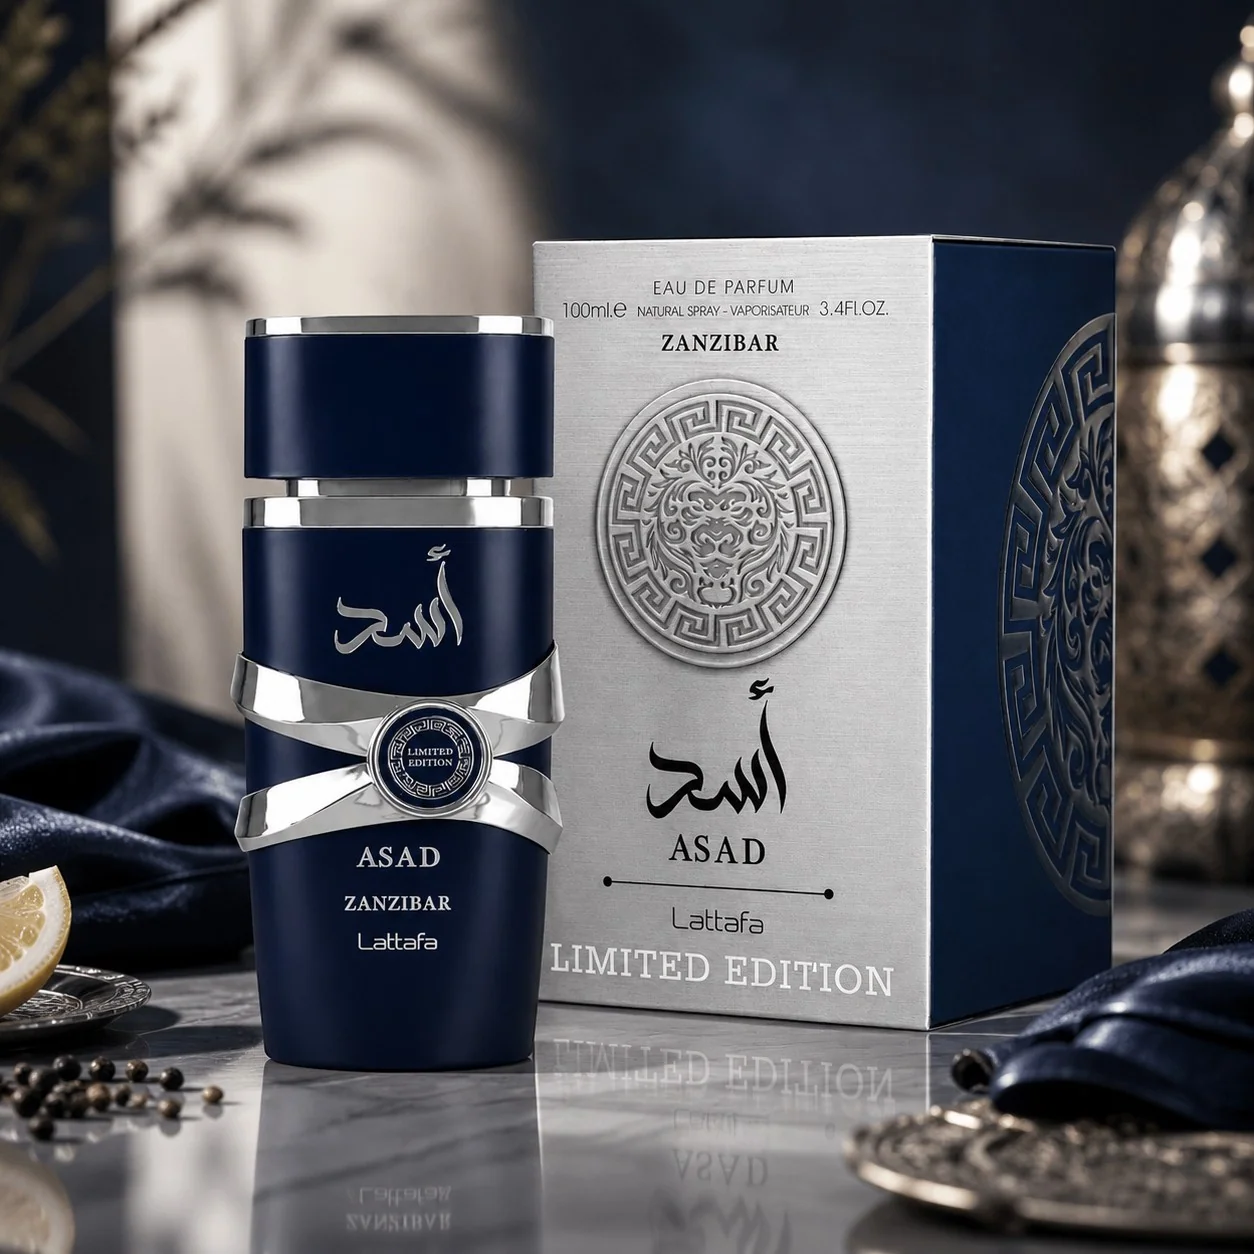 أسد
LIMITED
EDITION
ASAD
ZANZIBAR
Lattafa
EAU DE PARFUM
100ml.e NATURAL SPRAY - VAPORISATEUR 3.4FL.OZ.
ZANZIBAR
أسد
ASAD
Lattafa
LIMITED EDITION